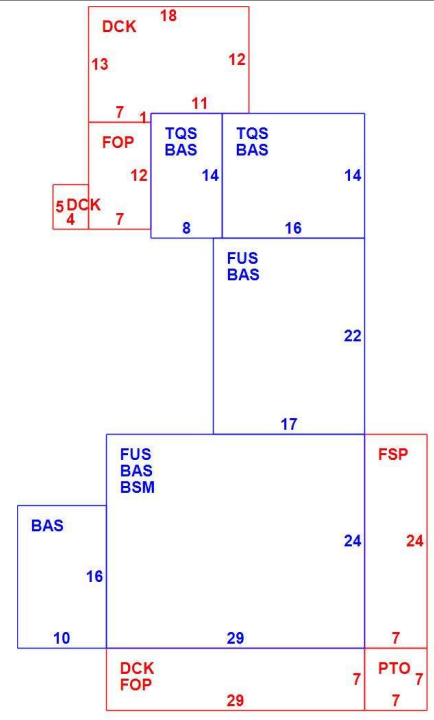 18
DCK
12
13
11
7
1
TQS
BAS
TQS
BAS
FOP
12
14
14
5
DCK
4
7
8
16
FUS
BAS
22
17
FUS
BAS
BSM
FSP
BAS
24
24
16
10
29
7
DCK
FOP
7
PTO
7
29
7